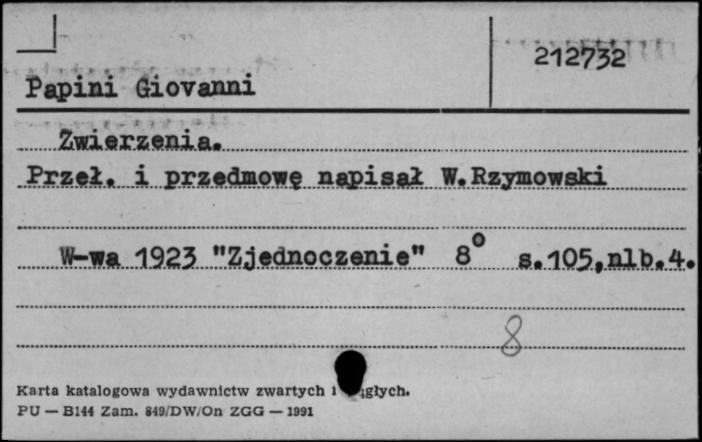 212732
Papini Giovanni
Zwierzenia.
Przeł. i przedmowę napisał W.Rzymowski
W-wa 1923 "Zjednoczenie" 8° s.105,nlb.4.
8
Karta katalogowa wydawnictw zwartych i
PU — B144 Zam. 849/DW/On ZGG — 1991